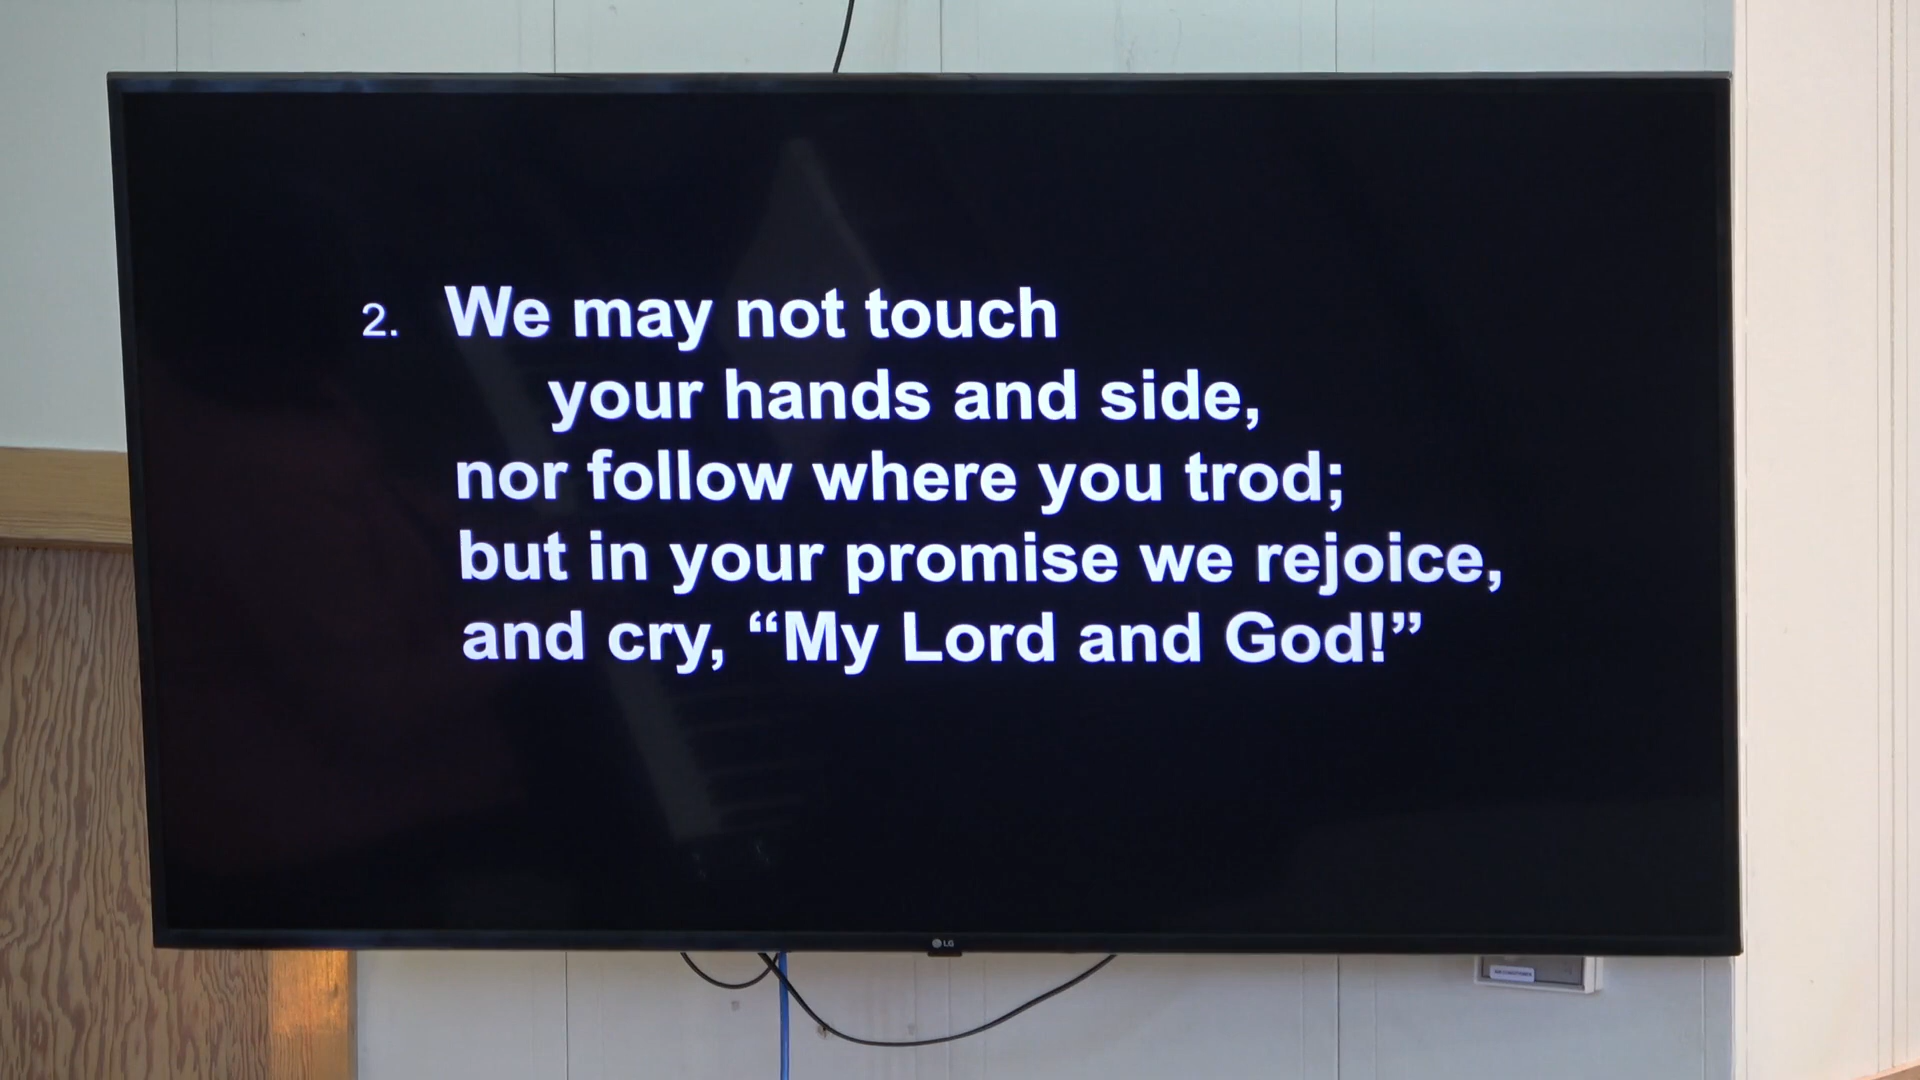 2. We may not touch
your hands and side,
nor follow where you trod;
but in your promise we rejoice,
and cry, “My Lord and God!”
LG